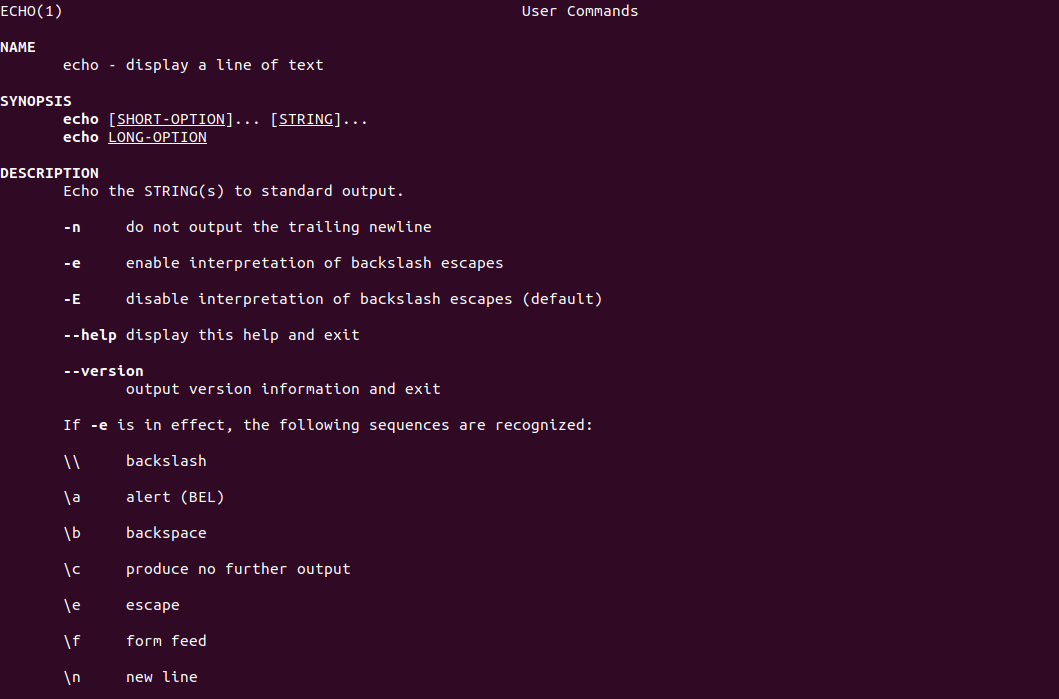 ECHO(1) User Commands
NAME
echo - display a line of text
SYNOPSIS
echo [SHORT-OPTION]... [STRING]...
echo LONG-OPTION
DESCRIPTION
Echo the STRING(s) to standard output.
-n do not output the trailing newline
-e enable interpretation of backslash escapes
-E disable interpretation of backslash escapes (default)
--help display this help and exit
--version
output version information and exit
If -e is in effect, the following sequences are recognized:
\\ backslash
\a alert (BEL)
\b backspace
\c produce no further output
\e escape
\f form feed
\n new line